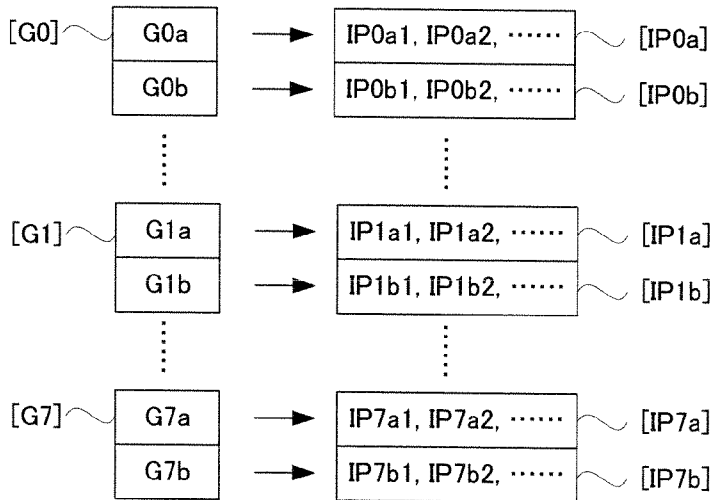 [G0] G0a IP0a1, IP0a2, ⋯⋯ [IP0a]
G0b IP0b1, IP0b2, ⋯⋯ [IP0b]
[G1] G1a IP1a1, IP1a2, ⋯⋯ [IP1a]
G1b IP1b1, IP1b2, ⋯⋯ [IP1b]
[G7] G7a IP7a1, IP7a2, ⋯⋯ [IP7a]
G7b IP7b1, IP7b2, ⋯⋯ [IP7b]